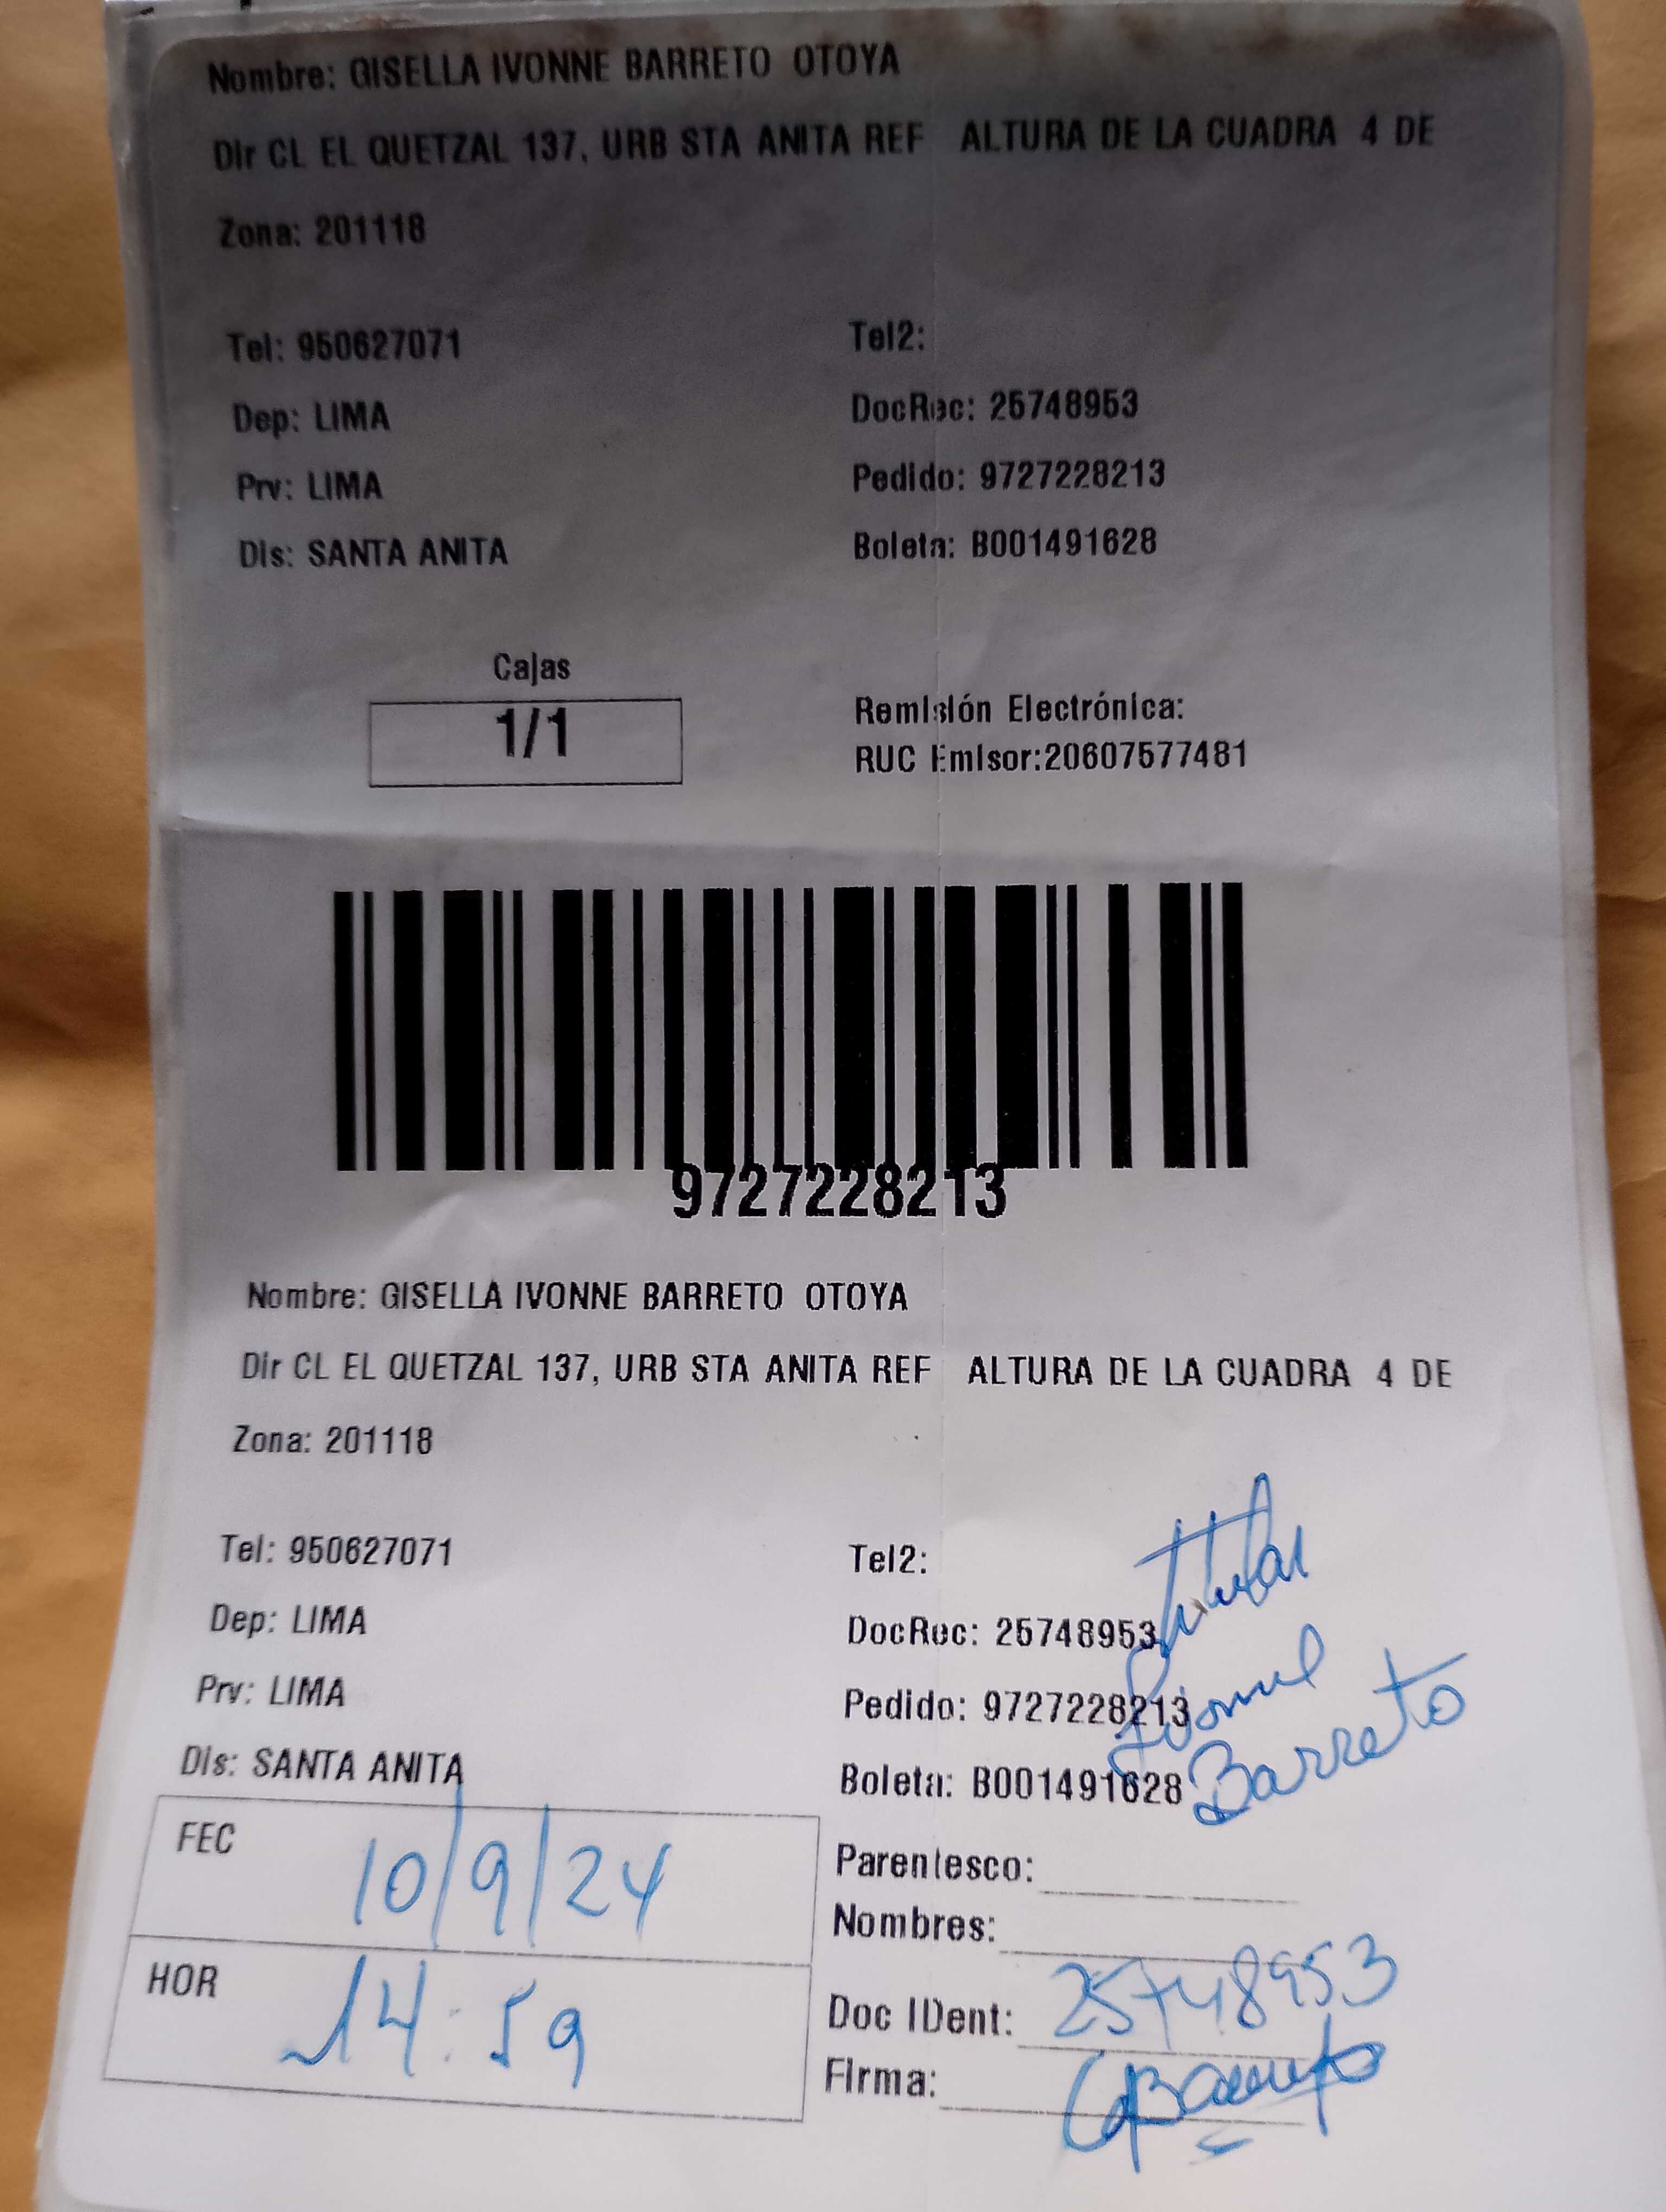 Nombre: GISELLA IVONNE BARRETO OTOYA
Dir CL EL QUETZAL 137, URB STA ANITA REF ALTURA DE LA CUADRA 4 DE
Zona: 201118
Tel: 950627071 Tel2:
Dep: LIMA DocRec: 25748953
Prv: LIMA Pedido: 9727228213
Dis: SANTA ANITA Boleta: B001491628
Cajas
1/1
Remisión Electrónica:
RUC Emisor:20607577481
9727228213
Nombre: GISELLA IVONNE BARRETO OTOYA
Dir CL EL QUETZAL 137, URB STA ANITA REF ALTURA DE LA CUADRA 4 DE
Zona: 201118
Tel: 950627071 Tel2:
Dep: LIMA DocRec: 25748953
Prv: LIMA Pedido: 9727228213
Dis: SANTA ANITA Boleta: B001491628
titular
Barreto
FEC 10/9/24
HOR 14:59
Parentesco:
Nombres:
Doc IDent: 25748953
Firma: GBarreto